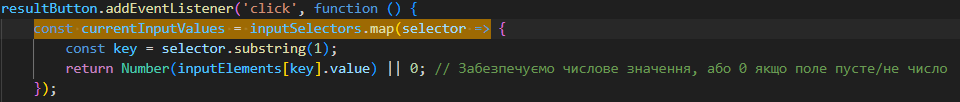 resultButton.addEventListener('click', function () {
const currentInputValues = inputSelectors.map(selector => {
const key = selector.substring(1);
return Number(inputElements[key].value) || 0; // Забезпечуємо числове значення, або 0 якщо поле пусте/не число
});